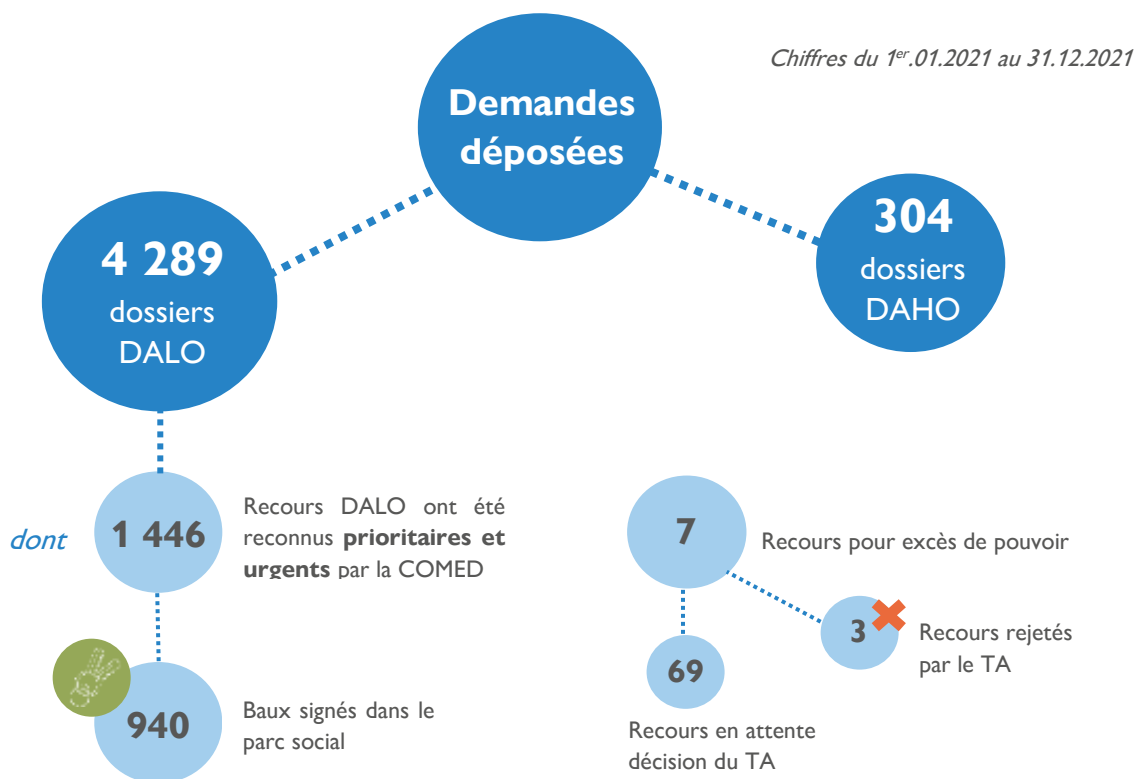 Chiffres du 1er.01.2021 au 31.12.2021
Demandes
déposées
4 289
dossiers
DALO
304
dossiers
DAHO
dont
1 446
Recours DALO ont été
reconnus prioritaires et
urgents par la COMED
7
Recours pour excès de pouvoir
3
Recours rejetés
par le TA
69
Recours en attente
décision du TA
940
Baux signés dans le
parc social